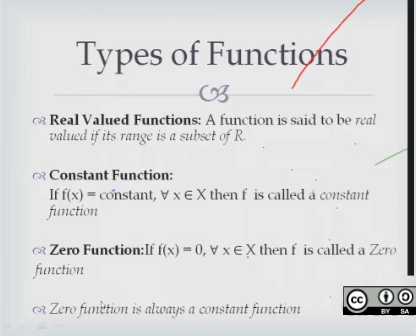 Types of Functions
Real Valued Functions: A function is said to be real
valued if its range is a subset of R.
Constant Function:
If f(x) = constant, ∀ x ∈ X then f is called a constant
function
Zero Function:If f(x) = 0, ∀ x ∈ X then f is called a Zero
function
Zero function is always a constant function
cc
BY SA